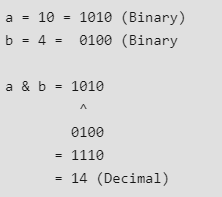 a = 10 = 1010 (Binary)
b = 4 = 0100 (Binary
a & b = 1010
^
0100
= 1110
= 14 (Decimal)